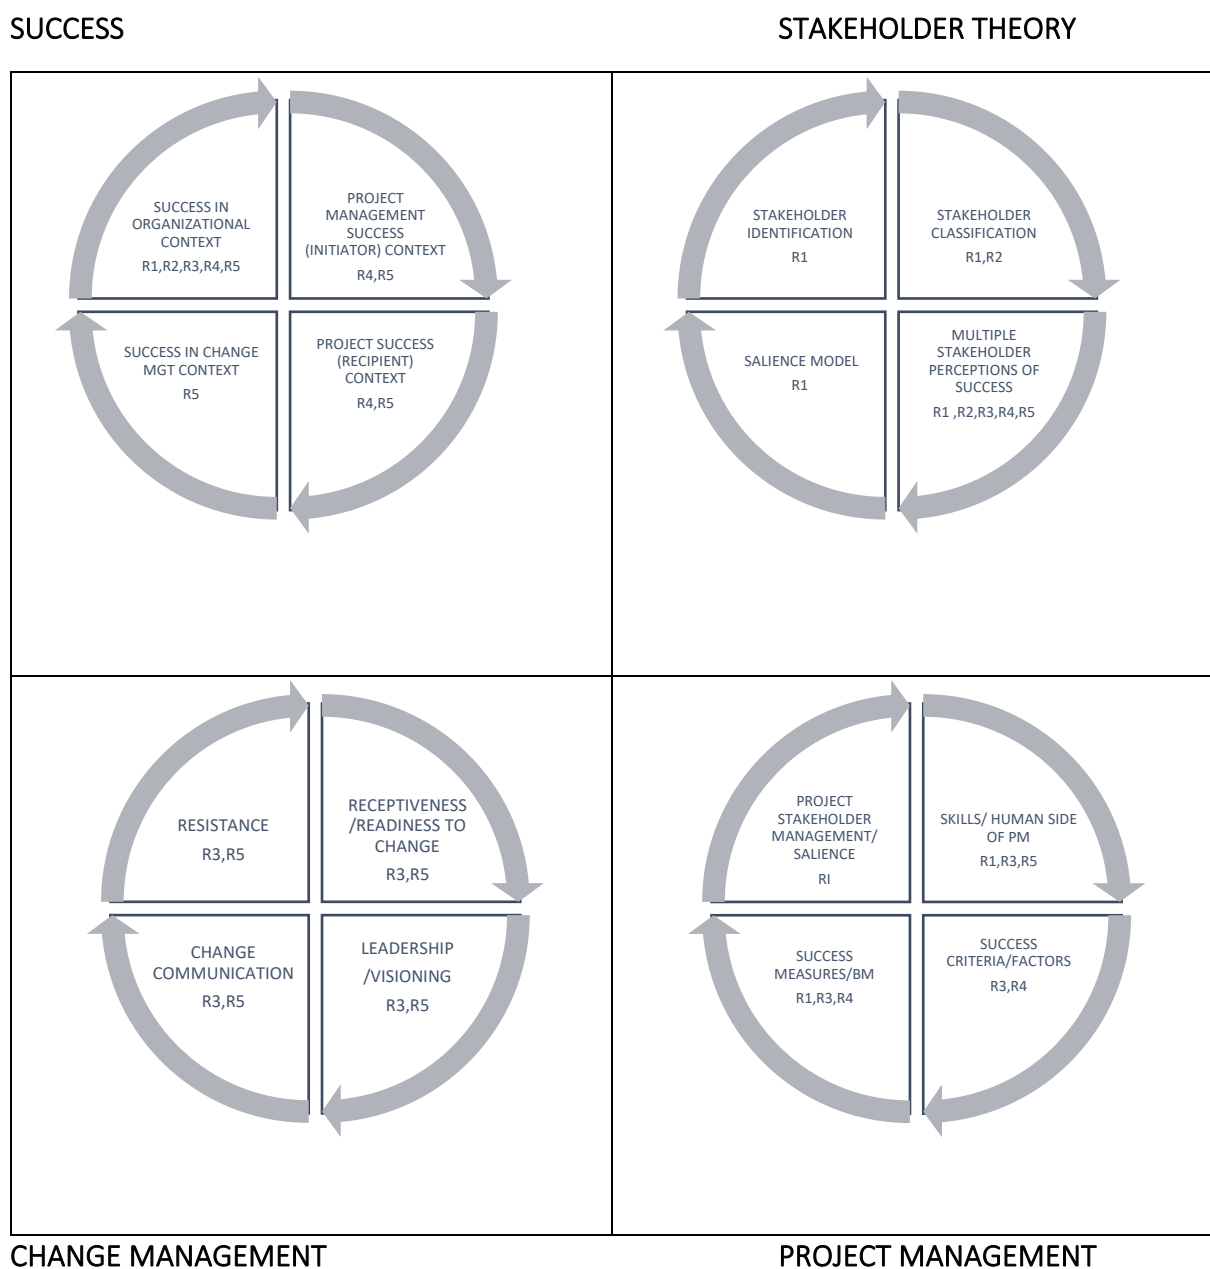 SUCCESS
STAKEHOLDER THEORY
SUCCESS IN
ORGANIZATIONAL
CONTEXT
R1,R2,R3,R4,R5
PROJECT
MANAGEMENT
SUCCESS
(INITIATOR) CONTEXT
R4,R5
SUCCESS IN CHANGE
MGT CONTEXT
R5
PROJECT SUCCESS
(RECIPIENT)
CONTEXT
R4,R5
STAKEHOLDER
IDENTIFICATION
R1
STAKEHOLDER
CLASSIFICATION
R1,R2
SALIENCE MODEL
R1
MULTIPLE
STAKEHOLDER
PERCEPTIONS OF
SUCCESS
R1 ,R2,R3,R4,R5
RESISTANCE
R3,R5
RECEPTIVENESS
/READINESS TO
CHANGE
R3,R5
CHANGE
COMMUNICATION
R3,R5
LEADERSHIP
/VISIONING
R3,R5
PROJECT
STAKEHOLDER
MANAGEMENT/
SALIENCE
RI
SKILLS/ HUMAN SIDE
OF PM
R1,R3,R5
SUCCESS
MEASURES/BM
R1,R3,R4
SUCCESS
CRITERIA/FACTORS
R3,R4
CHANGE MANAGEMENT
PROJECT MANAGEMENT